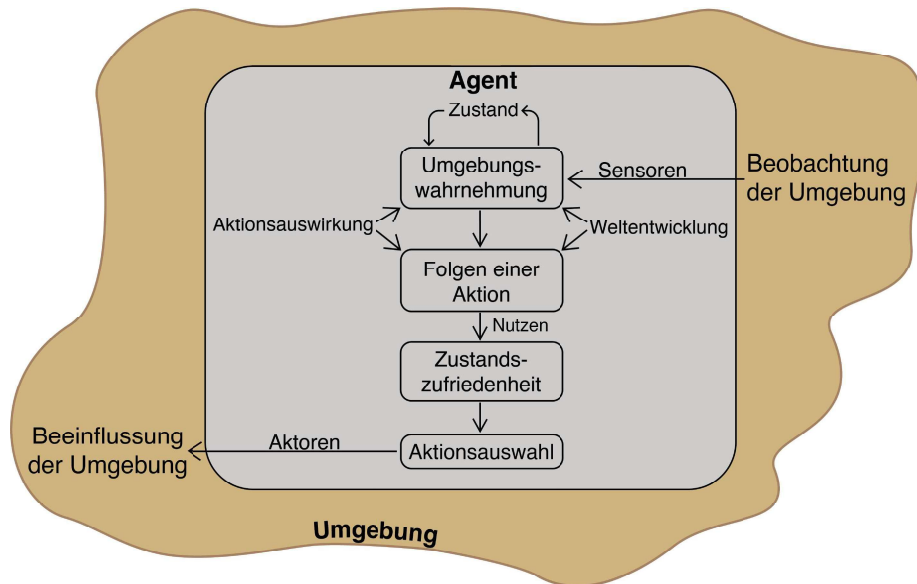 Agent
Zustand
Umgebungs-
wahrnehmung
Sensoren
Beobachtung
der Umgebung
Aktionsauswirkung
Weltentwicklung
Folgen einer
Aktion
Nutzen
Zustands-
zufriedenheit
Beeinflussung
der Umgebung
Aktoren
Aktionsauswahl
Umgebung